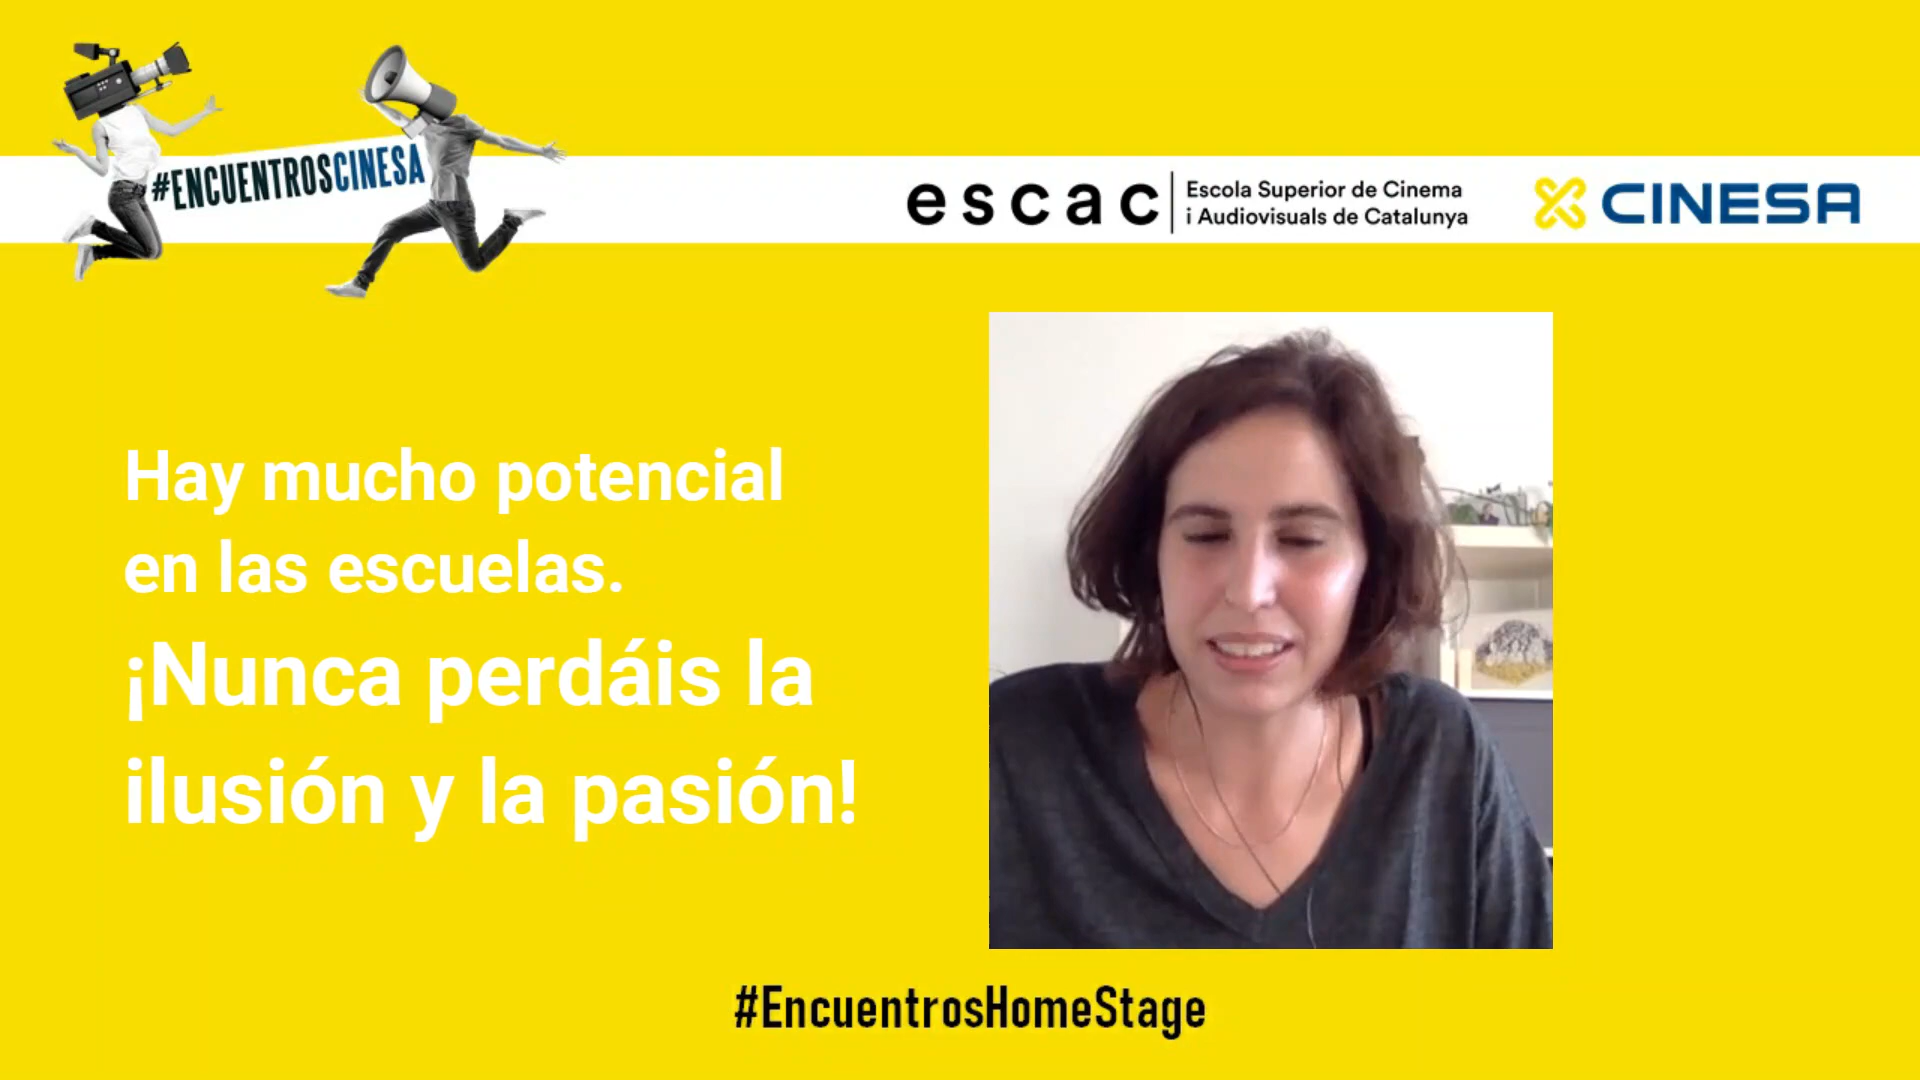 #ENCUENTROSCINESA
escac
Escola Superior de Cinema
i Audiovisuals de Catalunya
CINESA
Hay mucho potencial
en las escuelas.
¡Nunca perdáis la
ilusión y la pasión!
#EncuentrosHomeStage